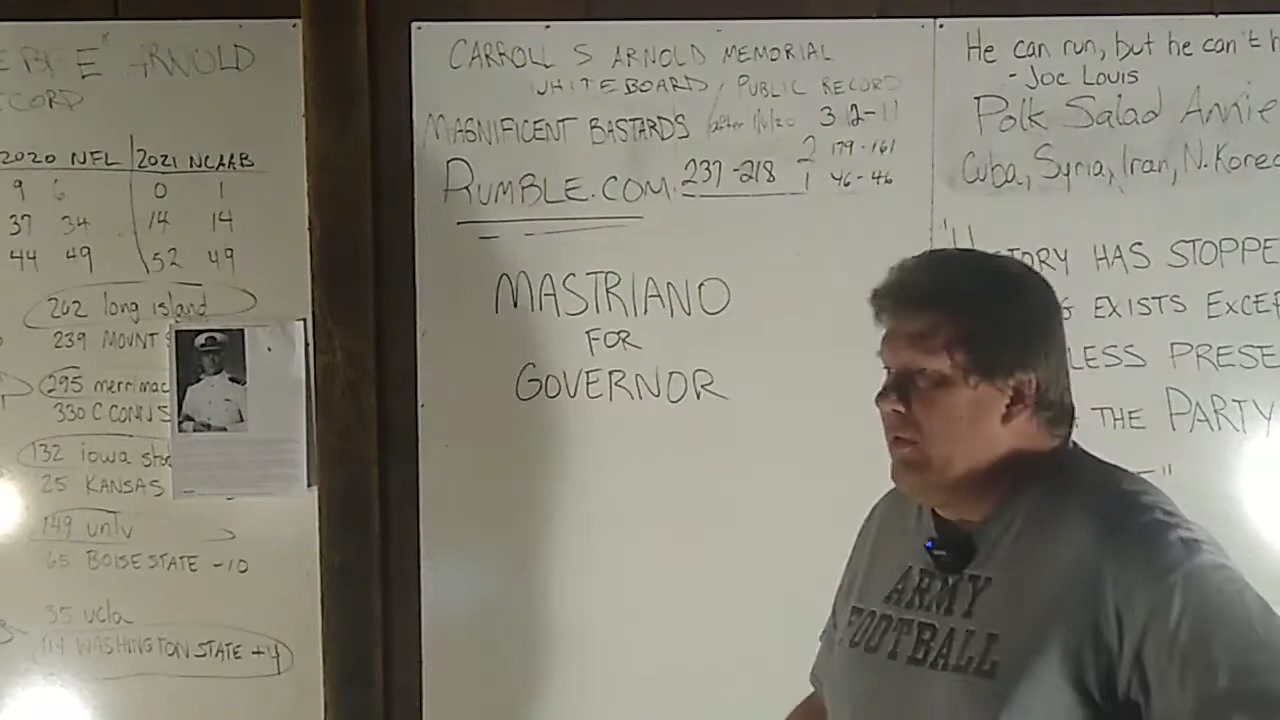 ARNOLD
CORD
2020 NFL 2021 NCAAB
9 6 0 1
37 34 14 14
44 49 52 49
262 long island
239 MOUNT
295 merrimac
330 C CONN S
132 iowa
25 KANSAS
149 unlv
65 BOISE STATE -10
35 ucla
114 WASHINGTON STATE +4
CARROLL S ARNOLD MEMORIAL
WHITEBOARD / PUBLIC RECORD
MAGNIFICENT BASTARDS after 1/1/20 3 12-11
RUMBLE.COM 237-218 2 179-161
1 46-46
MASTRIANO
FOR
GOVERNOR
He can run, but he can't h
- Joe Louis
Polk Salad Annie
Cuba, Syria, Iran, N. Korea
TORY HAS STOPPE
EXISTS EXCEP
LESS PRESE
THE PARTY
ARMY
FOOTBALL